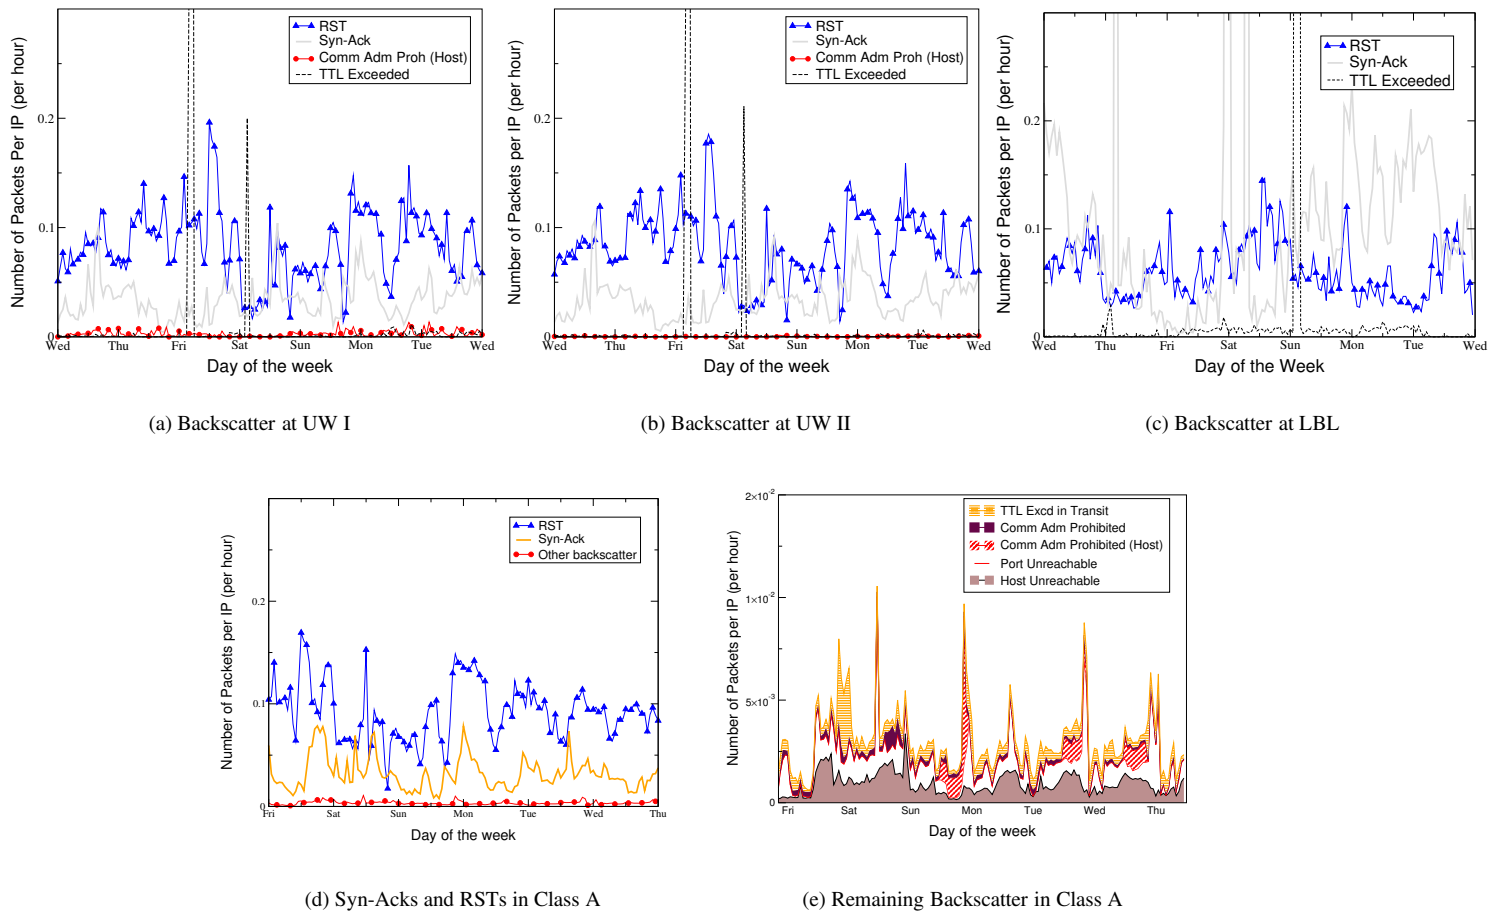 Number of Packets Per IP (per hour)
RST
Syn-Ack
Comm Adm Proh (Host)
TTL Exceeded
0.2
0.1
0
Wed Thu Fri Sat Sun Mon Tue Wed
Day of the week
(a) Backscatter at UW I
Number of Packets per IP (per hour)
RST
Syn-Ack
Comm Adm Proh (Host)
TTL Exceeded
0.2
0.1
0
Wed Thu Fri Sat Sun Mon Tue Wed
Day of the week
(b) Backscatter at UW II
Number of Packets per IP (per hour)
RST
Syn-Ack
TTL Exceeded
0.2
0.1
0
Wed Thu Fri Sat Sun Mon Tue Wed
Day of the Week
(c) Backscatter at LBL
Number of Packets per IP (per hour)
RST
Syn-Ack
Other backscatter
0.2
0.1
0
Fri Sat Sun Mon Tue Wed Thu
Day of the week
(d) Syn-Acks and RSTs in Class A
Number of Packets per IP (per hour)
TTL Excd in Transit
Comm Adm Prohibited
Comm Adm Prohibited (Host)
Port Unreachable
Host Unreachable
2×10⁻²
1×10⁻²
5×10⁻³
0
Fri Sat Sun Mon Tue Wed Thu
Day of the week
(e) Remaining Backscatter in Class A